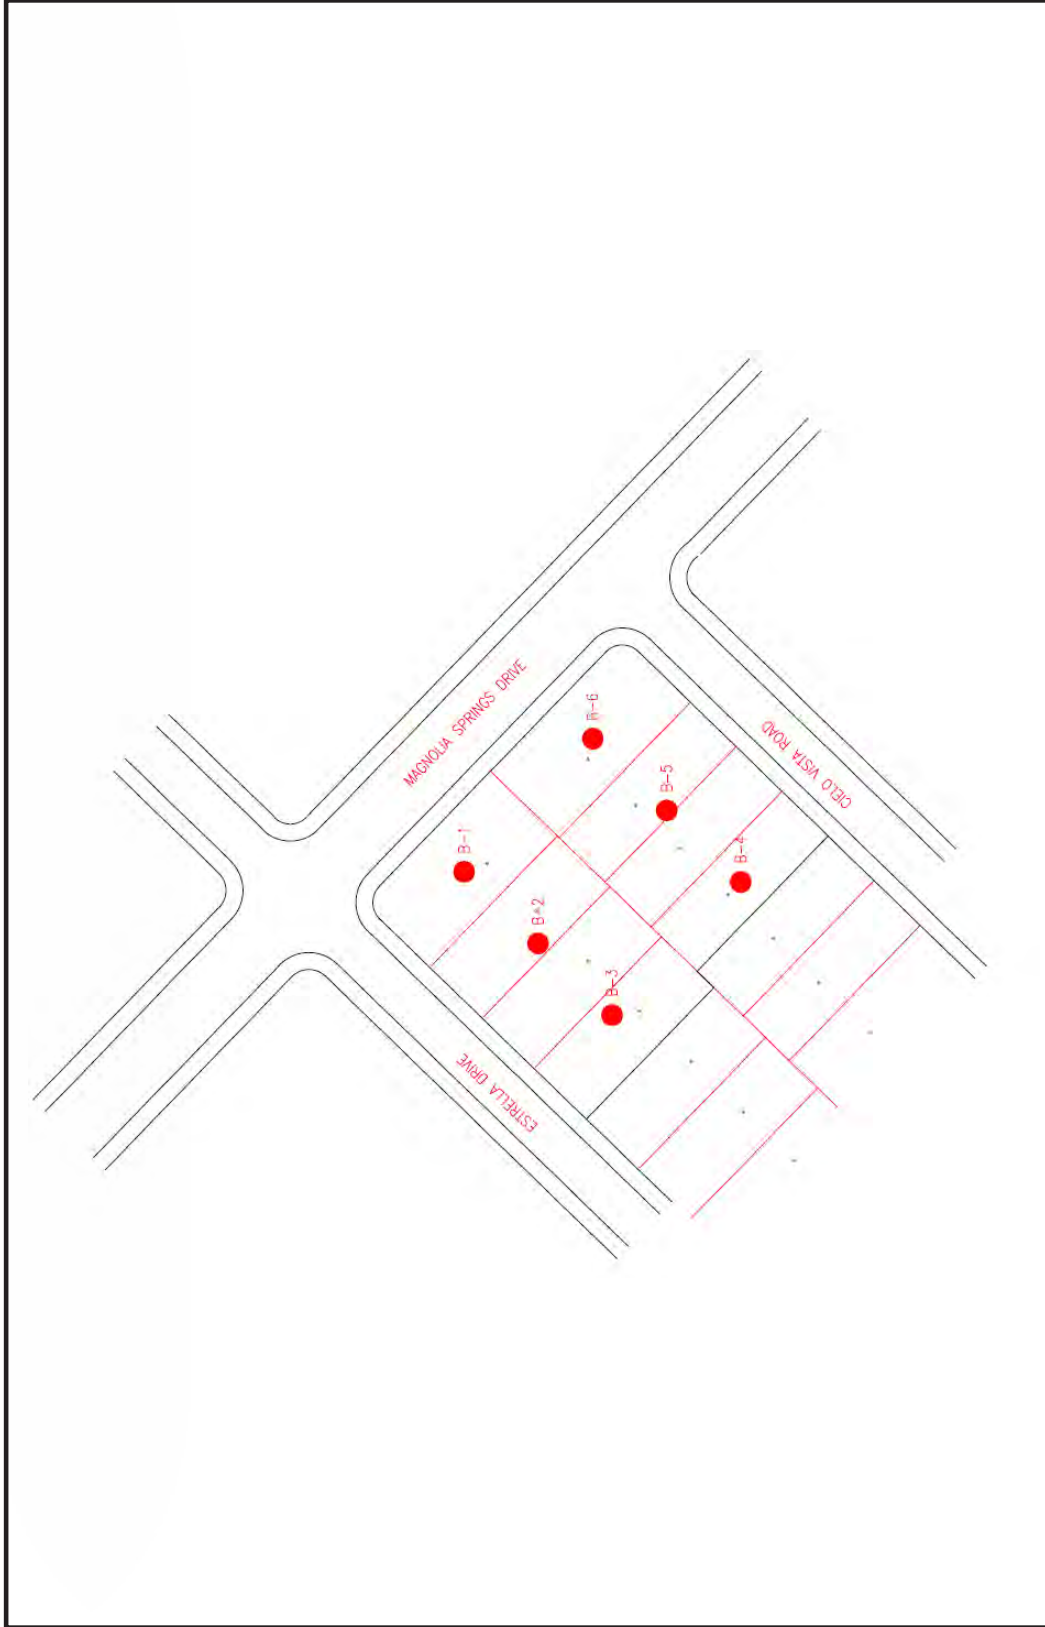 MAGNOLIA SPRINGS DRIVE
CIELO VISTA ROAD
ESTRELLA DRIVE
B-1
B-2
B-3
B-4
B-5
B-6